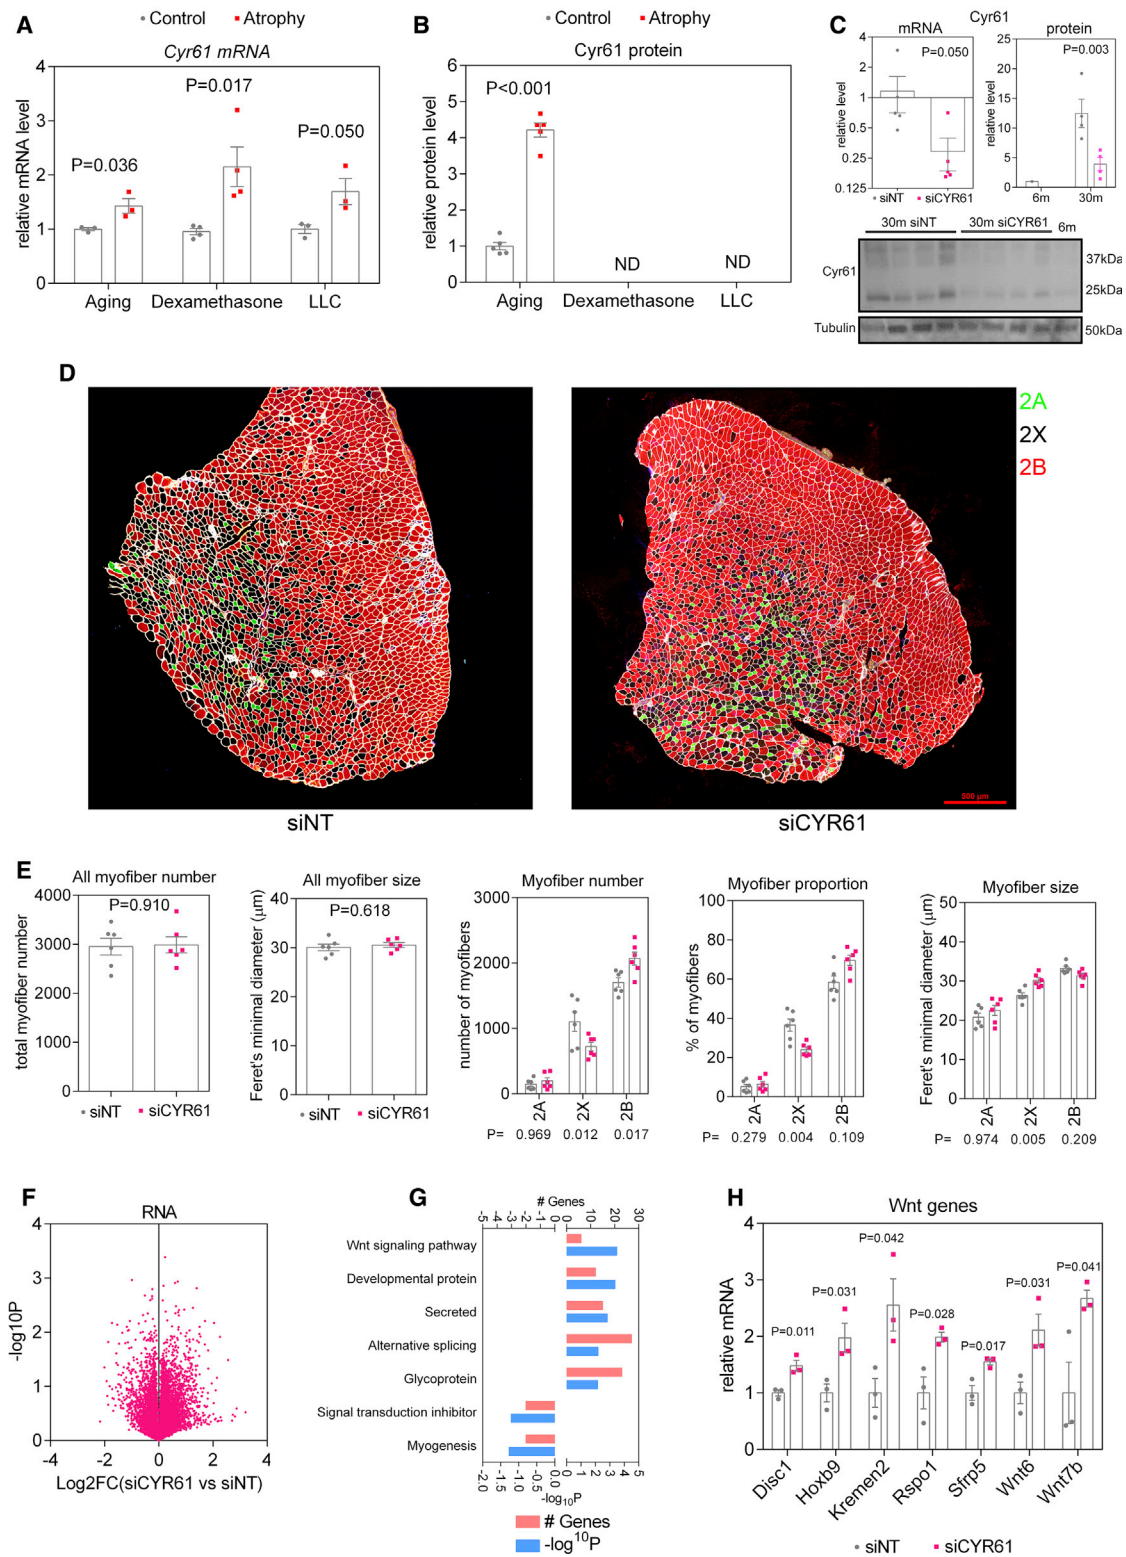 A
Control Atrophy
Cyr61 mRNA
relative mRNA level
4
3
2
1
0
P=0.036
P=0.017
P=0.050
Aging Dexamethasone LLC
B
Control Atrophy
Cyr61 protein
relative protein level
6
5
4
3
2
1
0
P<0.001
ND
ND
Aging Dexamethasone LLC
C
Cyr61
mRNA
protein
relative level
4
2
1
0.5
0.25
0.125
P=0.050
siNT siCYR61
relative level
25
20
15
10
5
0
P=0.003
6m 30m
30m siNT 30m siCYR61 6m
Cyr61
37kDa
25kDa
Tubulin
50kDa
D
2A
2X
2B
500 µm
siNT
siCYR61
E
All myofiber number
total myofiber number
4000
3000
2000
1000
0
P=0.910
siNT siCYR61
All myofiber size
Feret's minimal diameter (µm)
40
30
20
10
0
P=0.618
siNT siCYR61
Myofiber number
number of myofibers
3000
2000
1000
0
2A 2X 2B
P= 0.969 0.012 0.017
Myofiber proportion
% of myofibers
100
80
60
40
20
0
2A 2X 2B
P= 0.279 0.004 0.109
Myofiber size
Feret's minimal diameter (µm)
50
40
30
20
10
0
2A 2X 2B
P= 0.974 0.005 0.209
F
RNA
-log10P
4
3
2
1
0
-4 -2 0 2 4
Log2FC(siCYR61 vs siNT)
G
# Genes
-5 -4 -3 -2 -1 0 0 10 20 30
Wnt signaling pathway
Developmental protein
Secreted
Alternative splicing
Glycoprotein
Signal transduction inhibitor
Myogenesis
-2.0 -1.5 -1.0 -0.5 0.0 0 1 2 3 4 5
-log10P
# Genes
-log10P
H
Wnt genes
relative mRNA
4
3
2
1
0
P=0.011
P=0.031
P=0.042
P=0.028
P=0.017
P=0.031
P=0.041
Disc1 Hoxb9 Kremen2 Rspo1 Sfrp5 Wnt6 Wnt7b
siNT siCYR61